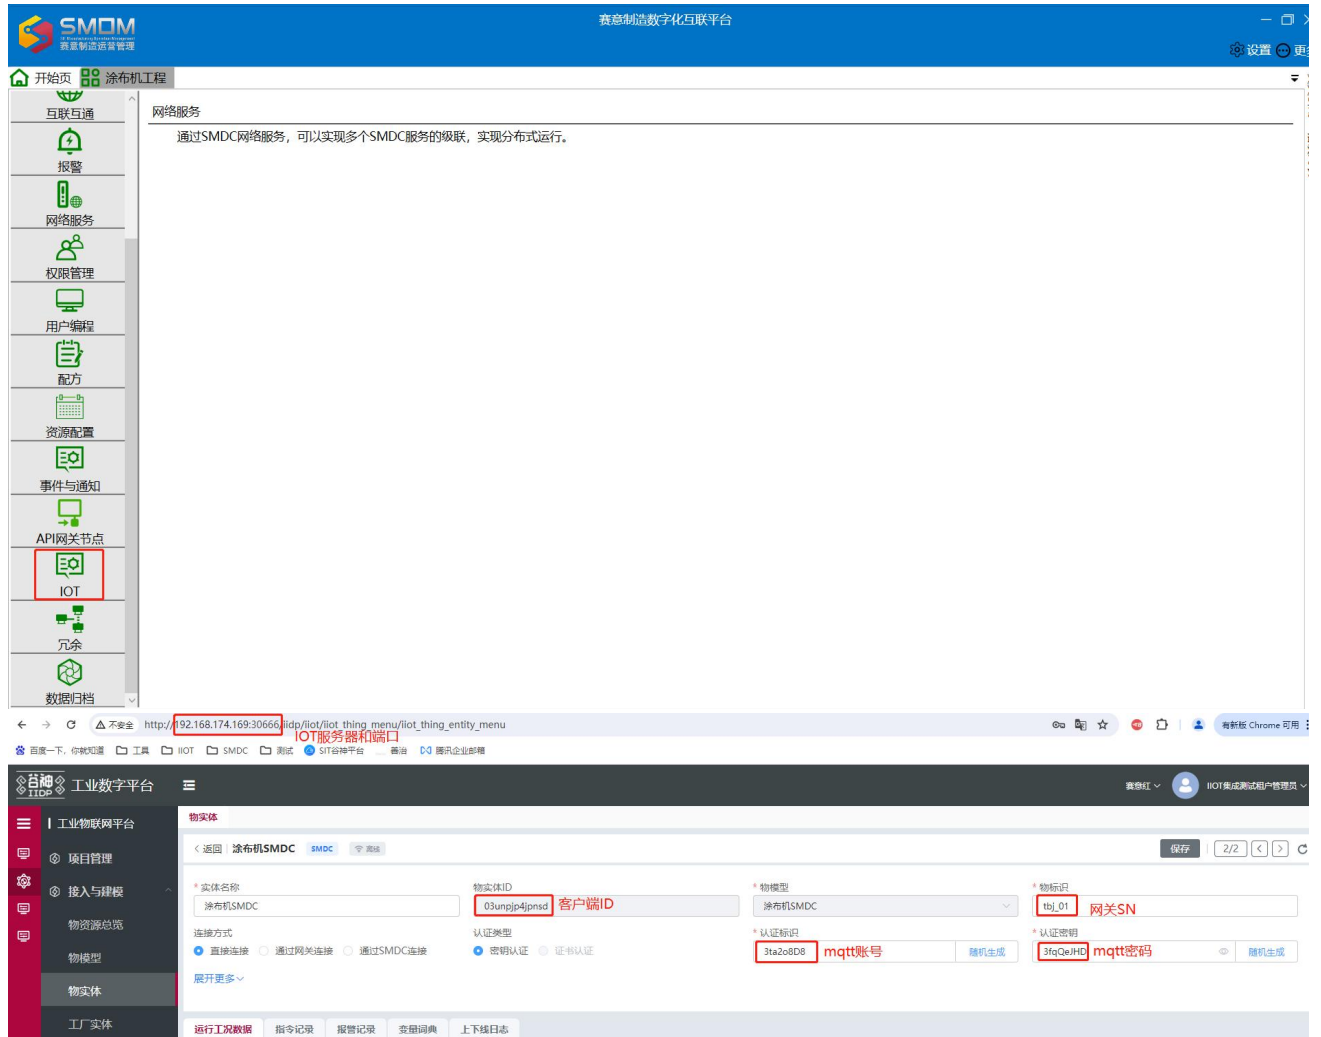 SMOM
赛意制造运营管理
赛意制造数字化互联平台
设置
开始页 涂布机工程
互联互通
报警
网络服务
权限管理
用户编程
配方
资源配置
事件与通知
API网关节点
IOT
冗余
数据归档
网络服务
通过SMDC网络服务，可以实现多个SMDC服务的级联，实现分布式运行。
不安全 http://192.168.174.169:30666/iidp/iiot/iiot_thing_menu/iiot_thing_entity_menu
有新版 Chrome 可用
IOT服务器和端口
百度一下，你就知道 工具 IIOT SMDC 测试 SIT谷神平台 善治 腾讯企业邮箱
谷神 IIDP 工业数字平台
赛意红 IIOT集成测试租户管理员
工业物联网平台
项目管理
接入与建模
物资源总览
物模型
物实体
工厂实体
物实体
返回 涂布机SMDC SMDC 离线
保存 2/2
* 实体名称 物实体ID * 物模型 * 物标识
涂布机SMDC 03unpjp4jpnsd 客户端ID 涂布机SMDC tbj_01 网关SN
连接方式 认证类型 * 认证标识 * 认证密钥
直接连接 通过网关连接 通过SMDC连接 密钥认证 证书认证 3ta2o8D8 mqtt账号 随机生成 3fqQeJHD mqtt密码 随机生成
展开更多
运行工况数据 指令记录 报警记录 变量词典 上下线日志